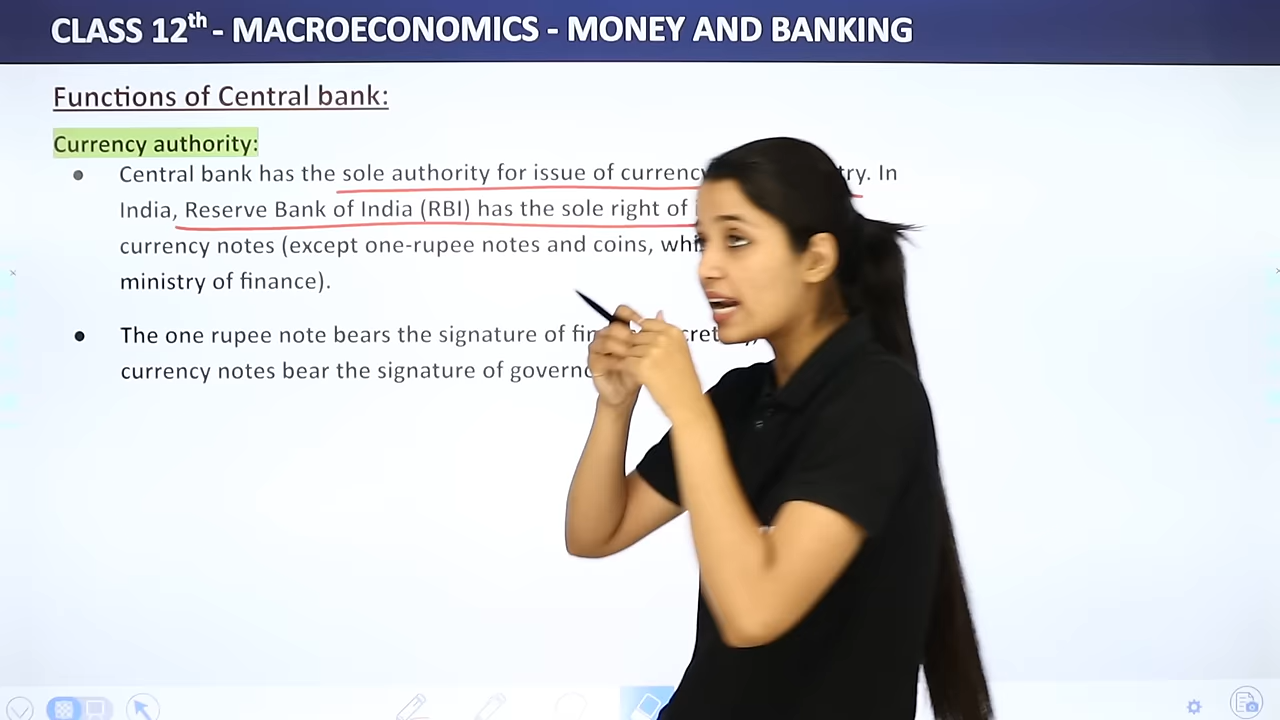 CLASS 12th - MACROECONOMICS - MONEY AND BANKING
Functions of Central bank:
Currency authority:
Central bank has the sole authority for issue of currency In
India, Reserve Bank of India (RBI) has the sole right of
currency notes (except one-rupee notes and coins,
ministry of finance).
The one rupee note bears the signature of
currency notes bear the signature of